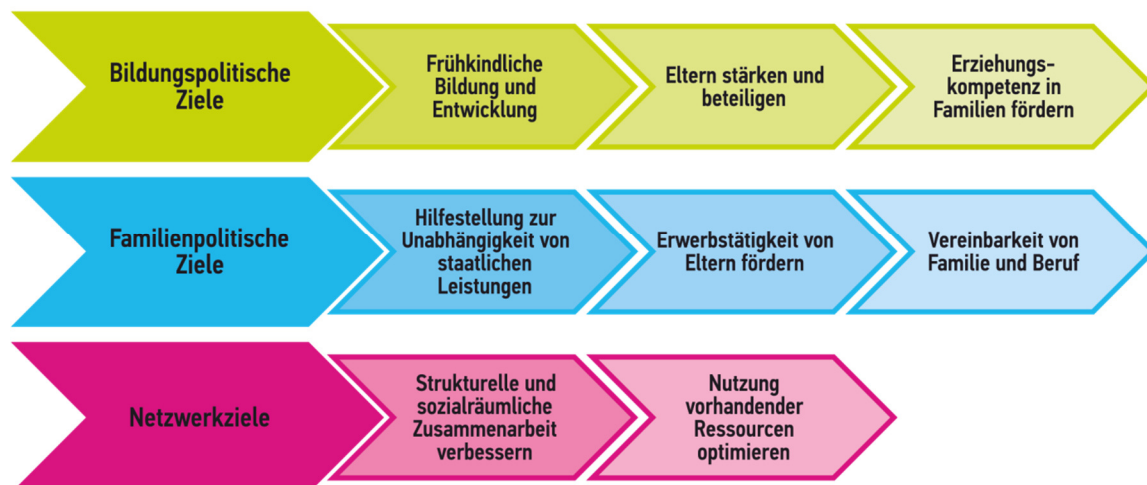 Bildungspolitische
Ziele
Frühkindliche
Bildung und
Entwicklung
Eltern stärken und
beteiligen
Erziehungs-
kompetenz in
Familien fördern
Familienpolitische
Ziele
Hilfestellung zur
Unabhängigkeit von
staatlichen
Leistungen
Erwerbstätigkeit von
Eltern fördern
Vereinbarkeit von
Familie und Beruf
Netzwerkziele
Strukturelle und
sozialräumliche
Zusammenarbeit
verbessern
Nutzung
vorhandender
Ressourcen
optimieren